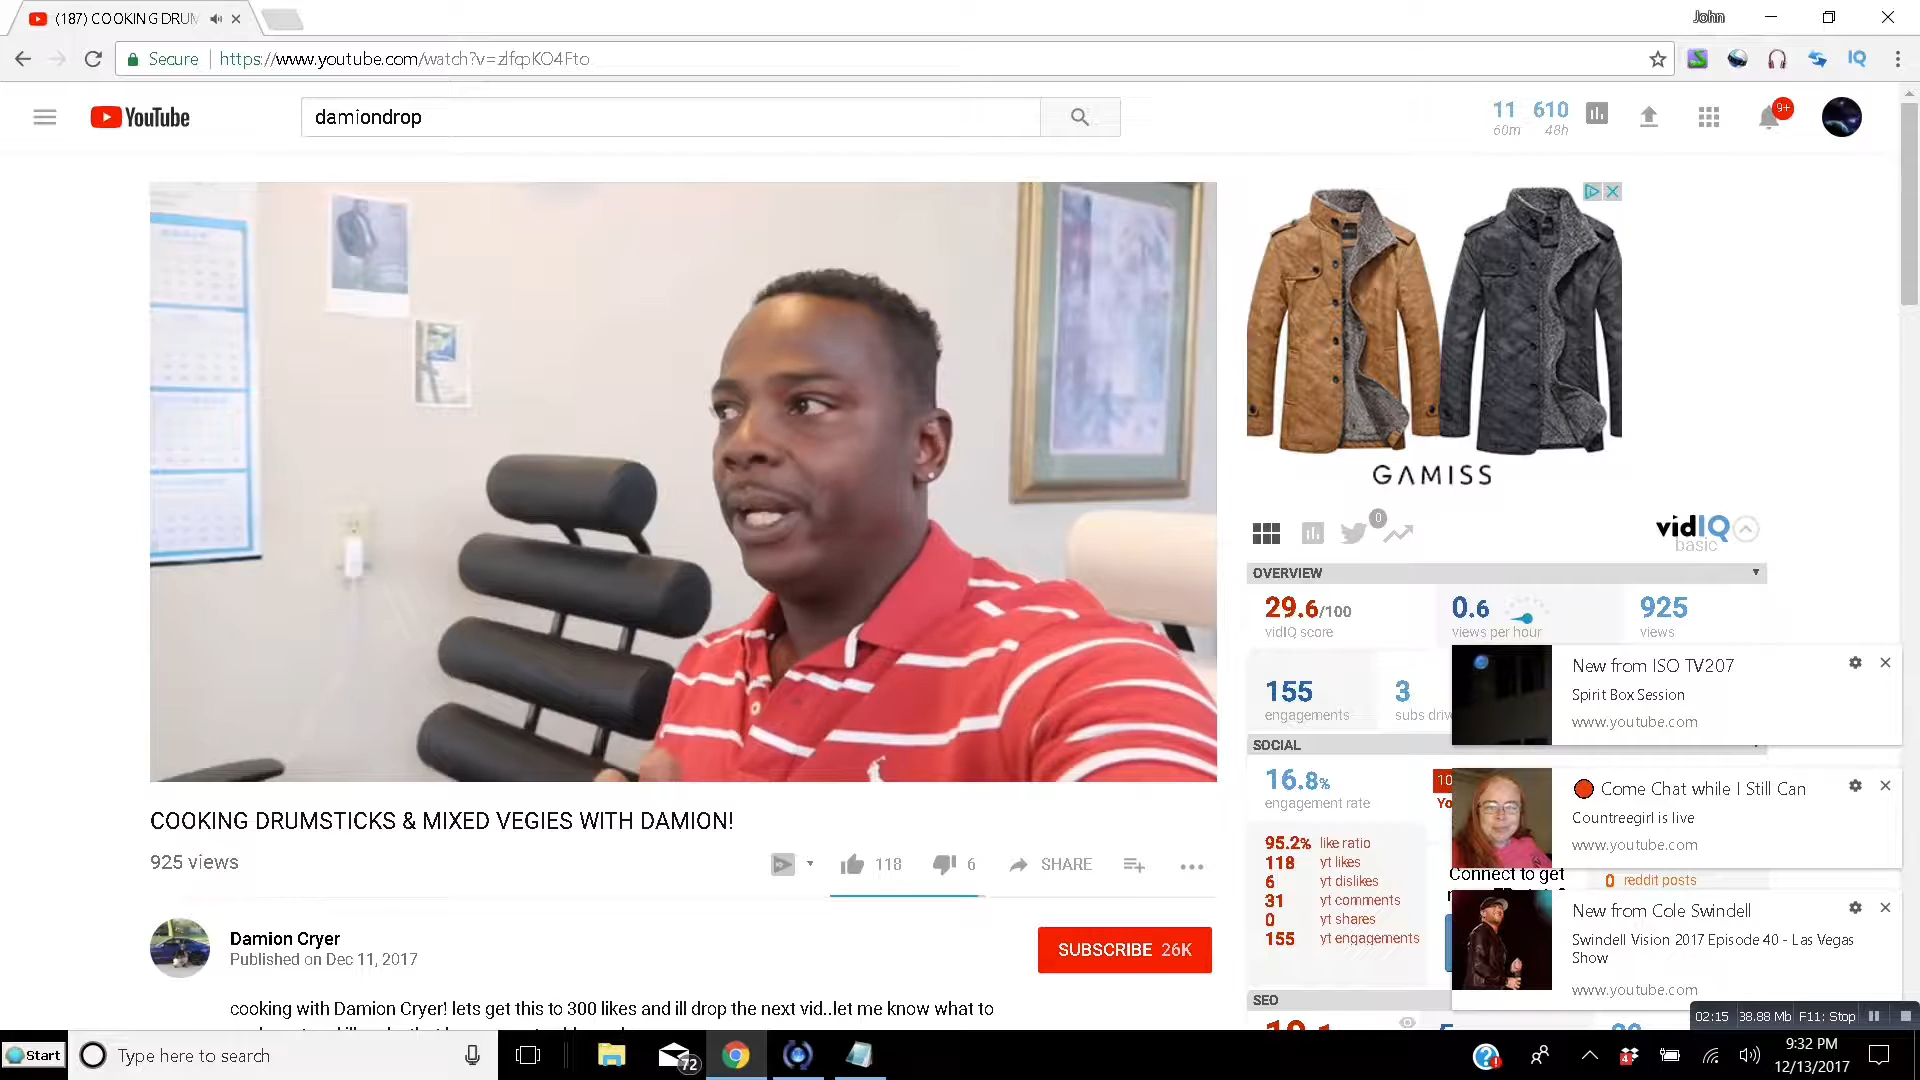 (187) COOKING DRUM
John
Secure
https://www.youtube.com/watch?v=zlfqpKO4Fto
IQ
YouTube
damiondrop
11
60m
610
48h
9+
GAMISS
0
vidIQ
basic
OVERVIEW
29.6/100
vidIQ score
0.6
views per hour
925
views
155
engagements
3
subs driv
SOCIAL
16.8%
engagement rate
10
Yo
95.2% like ratio
118 yt likes
6 yt dislikes
31 yt comments
0 yt shares
155 yt engagements
Connect to get
0 reddit posts
SEO
New from ISO TV207
Spirit Box Session
www.youtube.com
Come Chat while I Still Can
Countreegirl is live
www.youtube.com
New from Cole Swindell
Swindell Vision 2017 Episode 40 - Las Vegas
Show
www.youtube.com
COOKING DRUMSTICKS & MIXED VEGIES WITH DAMION!
925 views
118
6
SHARE
Damion Cryer
Published on Dec 11, 2017
SUBSCRIBE 26K
cooking with Damion Cryer! lets get this to 300 likes and ill drop the next vid..let me know what to
02:15 38.88 Mb F11: Stop
Start
Type here to search
72
9:32 PM
12/13/2017